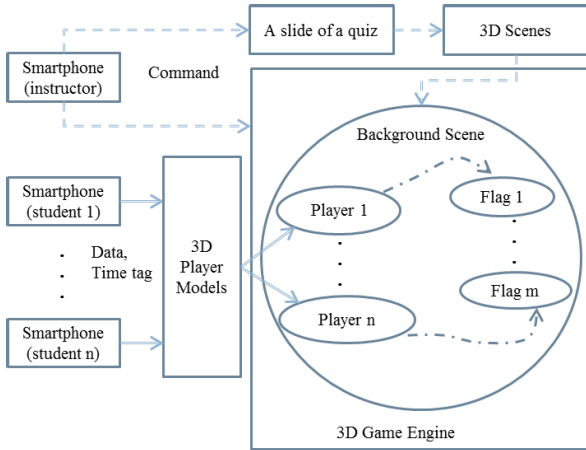 A slide of a quiz
3D Scenes
Smartphone
(instructor)
Command
Background Scene
Smartphone
(student 1)
Data,
Time tag
Smartphone
(student n)
3D
Player
Models
Player 1
Player n
Flag 1
Flag m
3D Game Engine